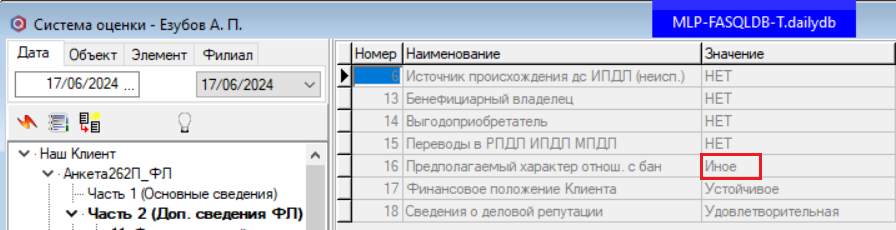 Система оценки - Езубов А. П.
MLP-FASQLDB-T.dailydb
Дата Объект Элемент Филиал
17/06/2024 ... 17/06/2024
Наш Клиент
Анкета262П_ФЛ
Часть 1 (Основные сведения)
Часть 2 (Доп. сведения ФЛ)
Номер Наименование Значение
6 Источник происхождения дс ИПДЛ (неисп.) НЕТ
13 Бенефициарный владелец НЕТ
14 Выгодоприобретатель НЕТ
15 Переводы в РПДЛ ИПДЛ МПДЛ НЕТ
16 Предполагаемый характер отнош. с бан Иное
17 Финансовое положение Клиента Устойчивое
18 Сведения о деловой репутации Удовлетворительная